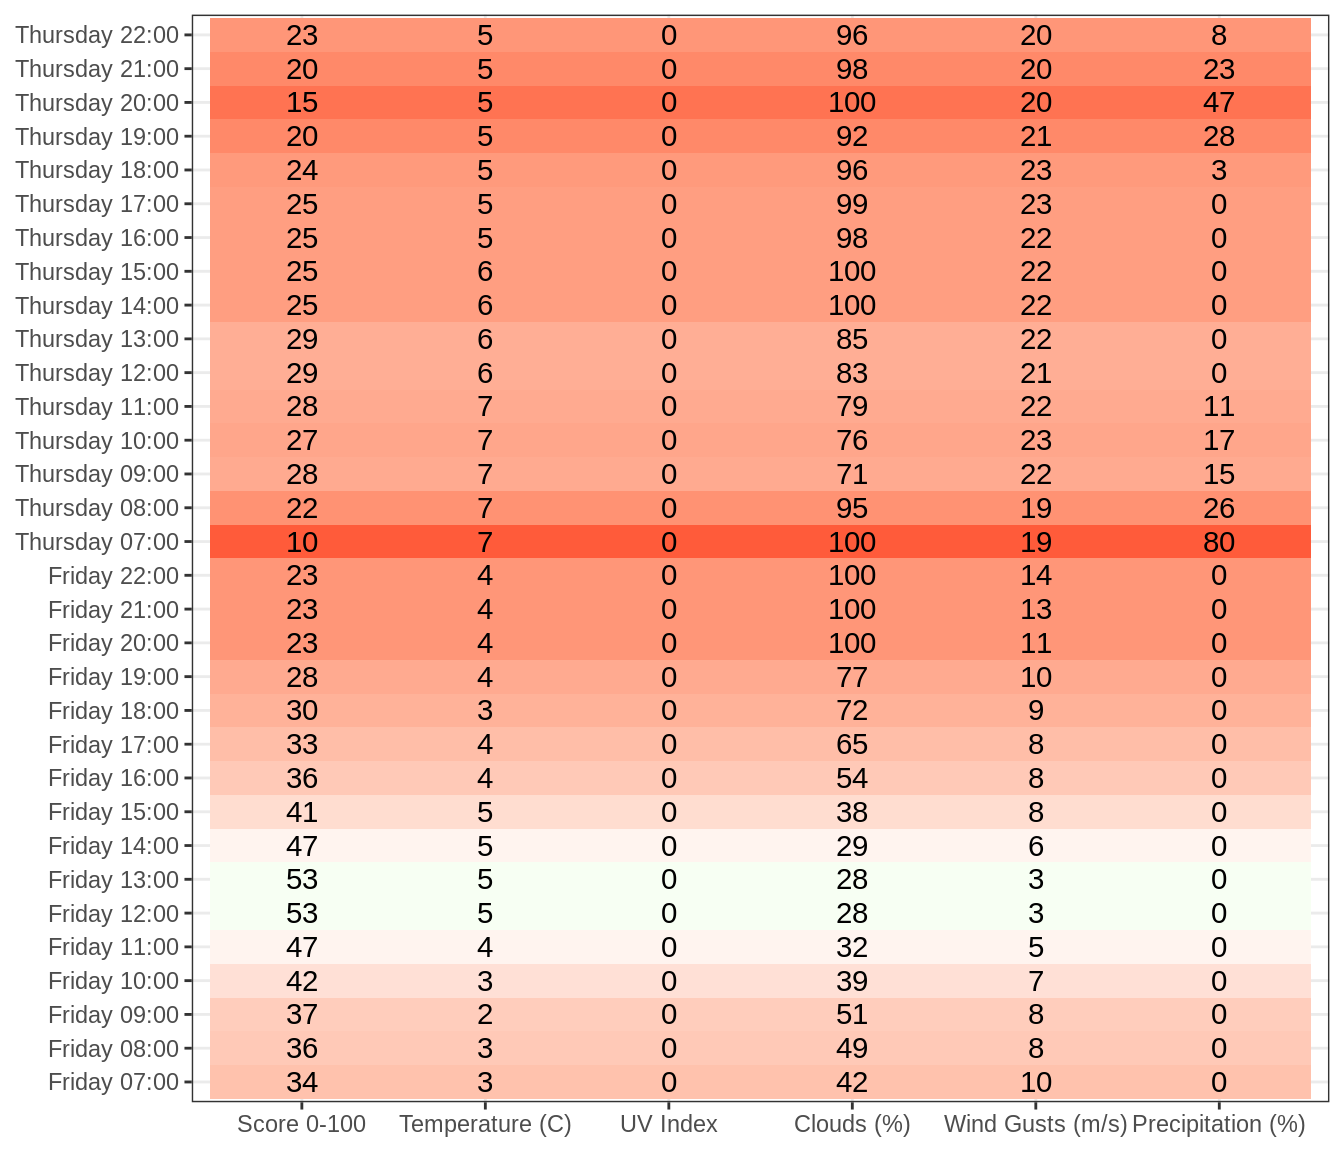 Thursday 22:00 23 5 0 96 20 8
Thursday 21:00 20 5 0 98 20 23
Thursday 20:00 15 5 0 100 20 47
Thursday 19:00 20 5 0 92 21 28
Thursday 18:00 24 5 0 96 23 3
Thursday 17:00 25 5 0 99 23 0
Thursday 16:00 25 5 0 98 22 0
Thursday 15:00 25 6 0 100 22 0
Thursday 14:00 25 6 0 100 22 0
Thursday 13:00 29 6 0 85 22 0
Thursday 12:00 29 6 0 83 21 0
Thursday 11:00 28 7 0 79 22 11
Thursday 10:00 27 7 0 76 23 17
Thursday 09:00 28 7 0 71 22 15
Thursday 08:00 22 7 0 95 19 26
Thursday 07:00 10 7 0 100 19 80
Friday 22:00 23 4 0 100 14 0
Friday 21:00 23 4 0 100 13 0
Friday 20:00 23 4 0 100 11 0
Friday 19:00 28 4 0 77 10 0
Friday 18:00 30 3 0 72 9 0
Friday 17:00 33 4 0 65 8 0
Friday 16:00 36 4 0 54 8 0
Friday 15:00 41 5 0 38 8 0
Friday 14:00 47 5 0 29 6 0
Friday 13:00 53 5 0 28 3 0
Friday 12:00 53 5 0 28 3 0
Friday 11:00 47 4 0 32 5 0
Friday 10:00 42 3 0 39 7 0
Friday 09:00 37 2 0 51 8 0
Friday 08:00 36 3 0 49 8 0
Friday 07:00 34 3 0 42 10 0
Score 0-100 Temperature (C) UV Index Clouds (%) Wind Gusts (m/s) Precipitation (%)